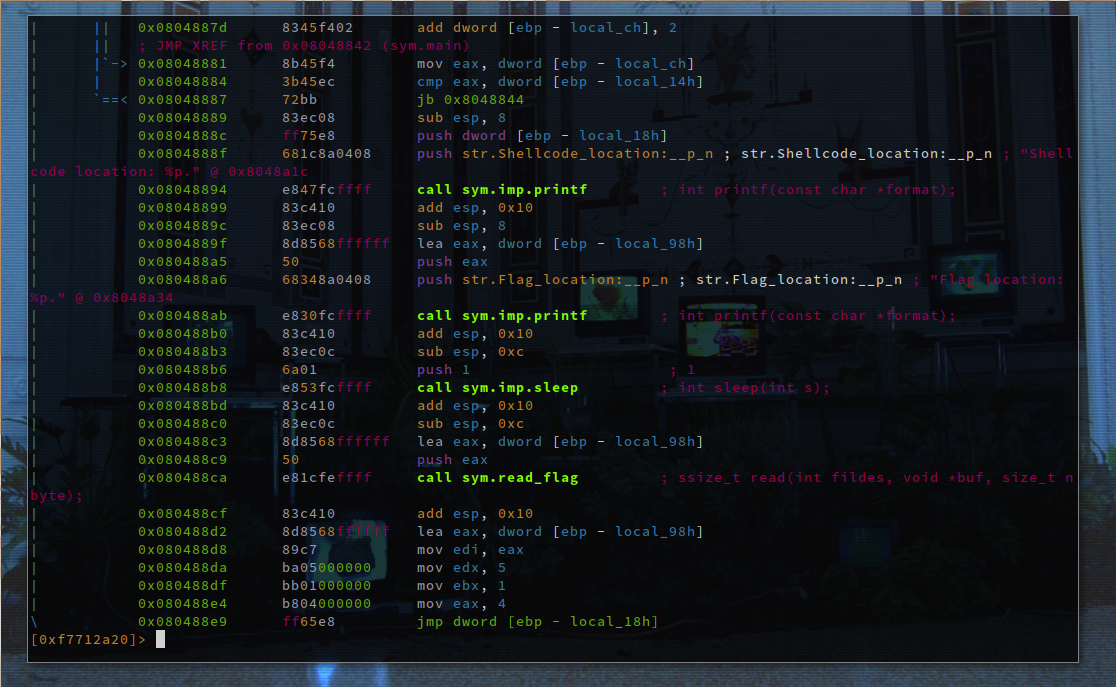 |      ||   0x0804887d      8345f402       add dword [ebp - local_ch], 2
|      ||   ; JMP XREF from 0x08048842 (sym.main)
|      |`-> 0x08048881      8b45f4         mov eax, dword [ebp - local_ch]
|      |    0x08048884      3b45ec         cmp eax, dword [ebp - local_14h]
|      `==< 0x08048887      72bb           jb 0x8048844
|           0x08048889      83ec08         sub esp, 8
|           0x0804888c      ff75e8         push dword [ebp - local_18h]
|           0x0804888f      681c8a0408     push str.Shellcode_location:__p_n ; str.Shellcode_location:__p_n ; "Shell
code location: %p." @ 0x8048a1c
|           0x08048894      e847fcffff     call sym.imp.printf        ; int printf(const char *format);
|           0x08048899      83c410         add esp, 0x10
|           0x0804889c      83ec08         sub esp, 8
|           0x0804889f      8d8568ffffff   lea eax, dword [ebp - local_98h]
|           0x080488a5      50             push eax
|           0x080488a6      68348a0408     push str.Flag_location:__p_n ; str.Flag_location:__p_n ; "Flag location:
%p." @ 0x8048a34
|           0x080488ab      e830fcffff     call sym.imp.printf        ; int printf(const char *format);
|           0x080488b0      83c410         add esp, 0x10
|           0x080488b3      83ec0c         sub esp, 0xc
|           0x080488b6      6a01           push 1                      ; 1
|           0x080488b8      e853fcffff     call sym.imp.sleep         ; int sleep(int s);
|           0x080488bd      83c410         add esp, 0x10
|           0x080488c0      83ec0c         sub esp, 0xc
|           0x080488c3      8d8568ffffff   lea eax, dword [ebp - local_98h]
|           0x080488c9      50             push eax
|           0x080488ca      e81cfeffff     call sym.read_flag         ; ssize_t read(int fildes, void *buf, size_t n
byte);
|           0x080488cf      83c410         add esp, 0x10
|           0x080488d2      8d8568ffffff   lea eax, dword [ebp - local_98h]
|           0x080488d8      89c7           mov edi, eax
|           0x080488da      ba05000000     mov edx, 5
|           0x080488df      bb01000000     mov ebx, 1
|           0x080488e4      b804000000     mov eax, 4
\           0x080488e9      ff65e8         jmp dword [ebp - local_18h]
[0xf7712a20]>